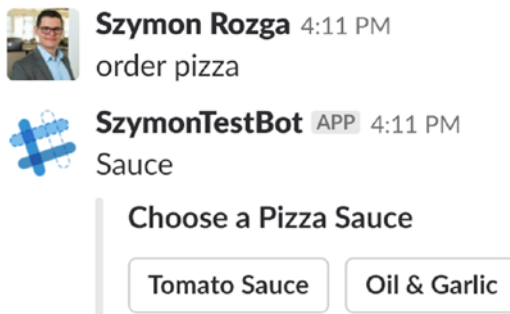 Szymon Rozga 4:11 PM
order pizza
SzymonTestBot APP 4:11 PM
Sauce
Choose a Pizza Sauce
Tomato Sauce Oil & Garlic